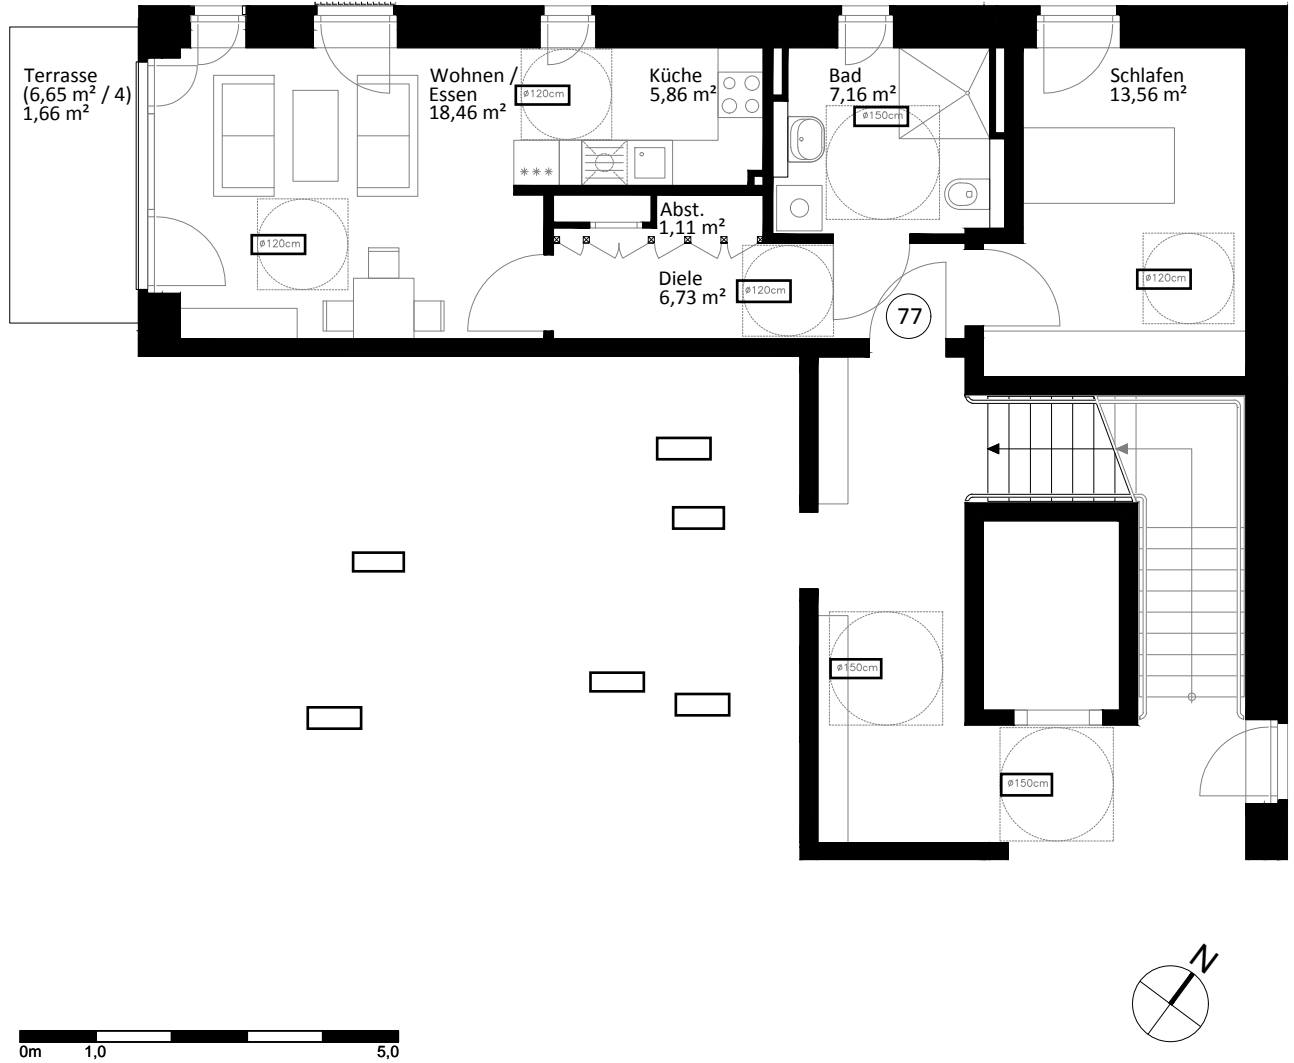 Terrasse
(6,65 m² / 4)
1,66 m²
Wohnen /
Essen
18,46 m²
ø120cm
Küche
5,86 m²
Bad
7,16 m²
ø150cm
Schlafen
13,56 m²
Abst.
1,11 m²
ø120cm
Diele
6,73 m²
ø120cm
ø120cm
77
ø150cm
ø150cm
N
0m
1,0
5,0